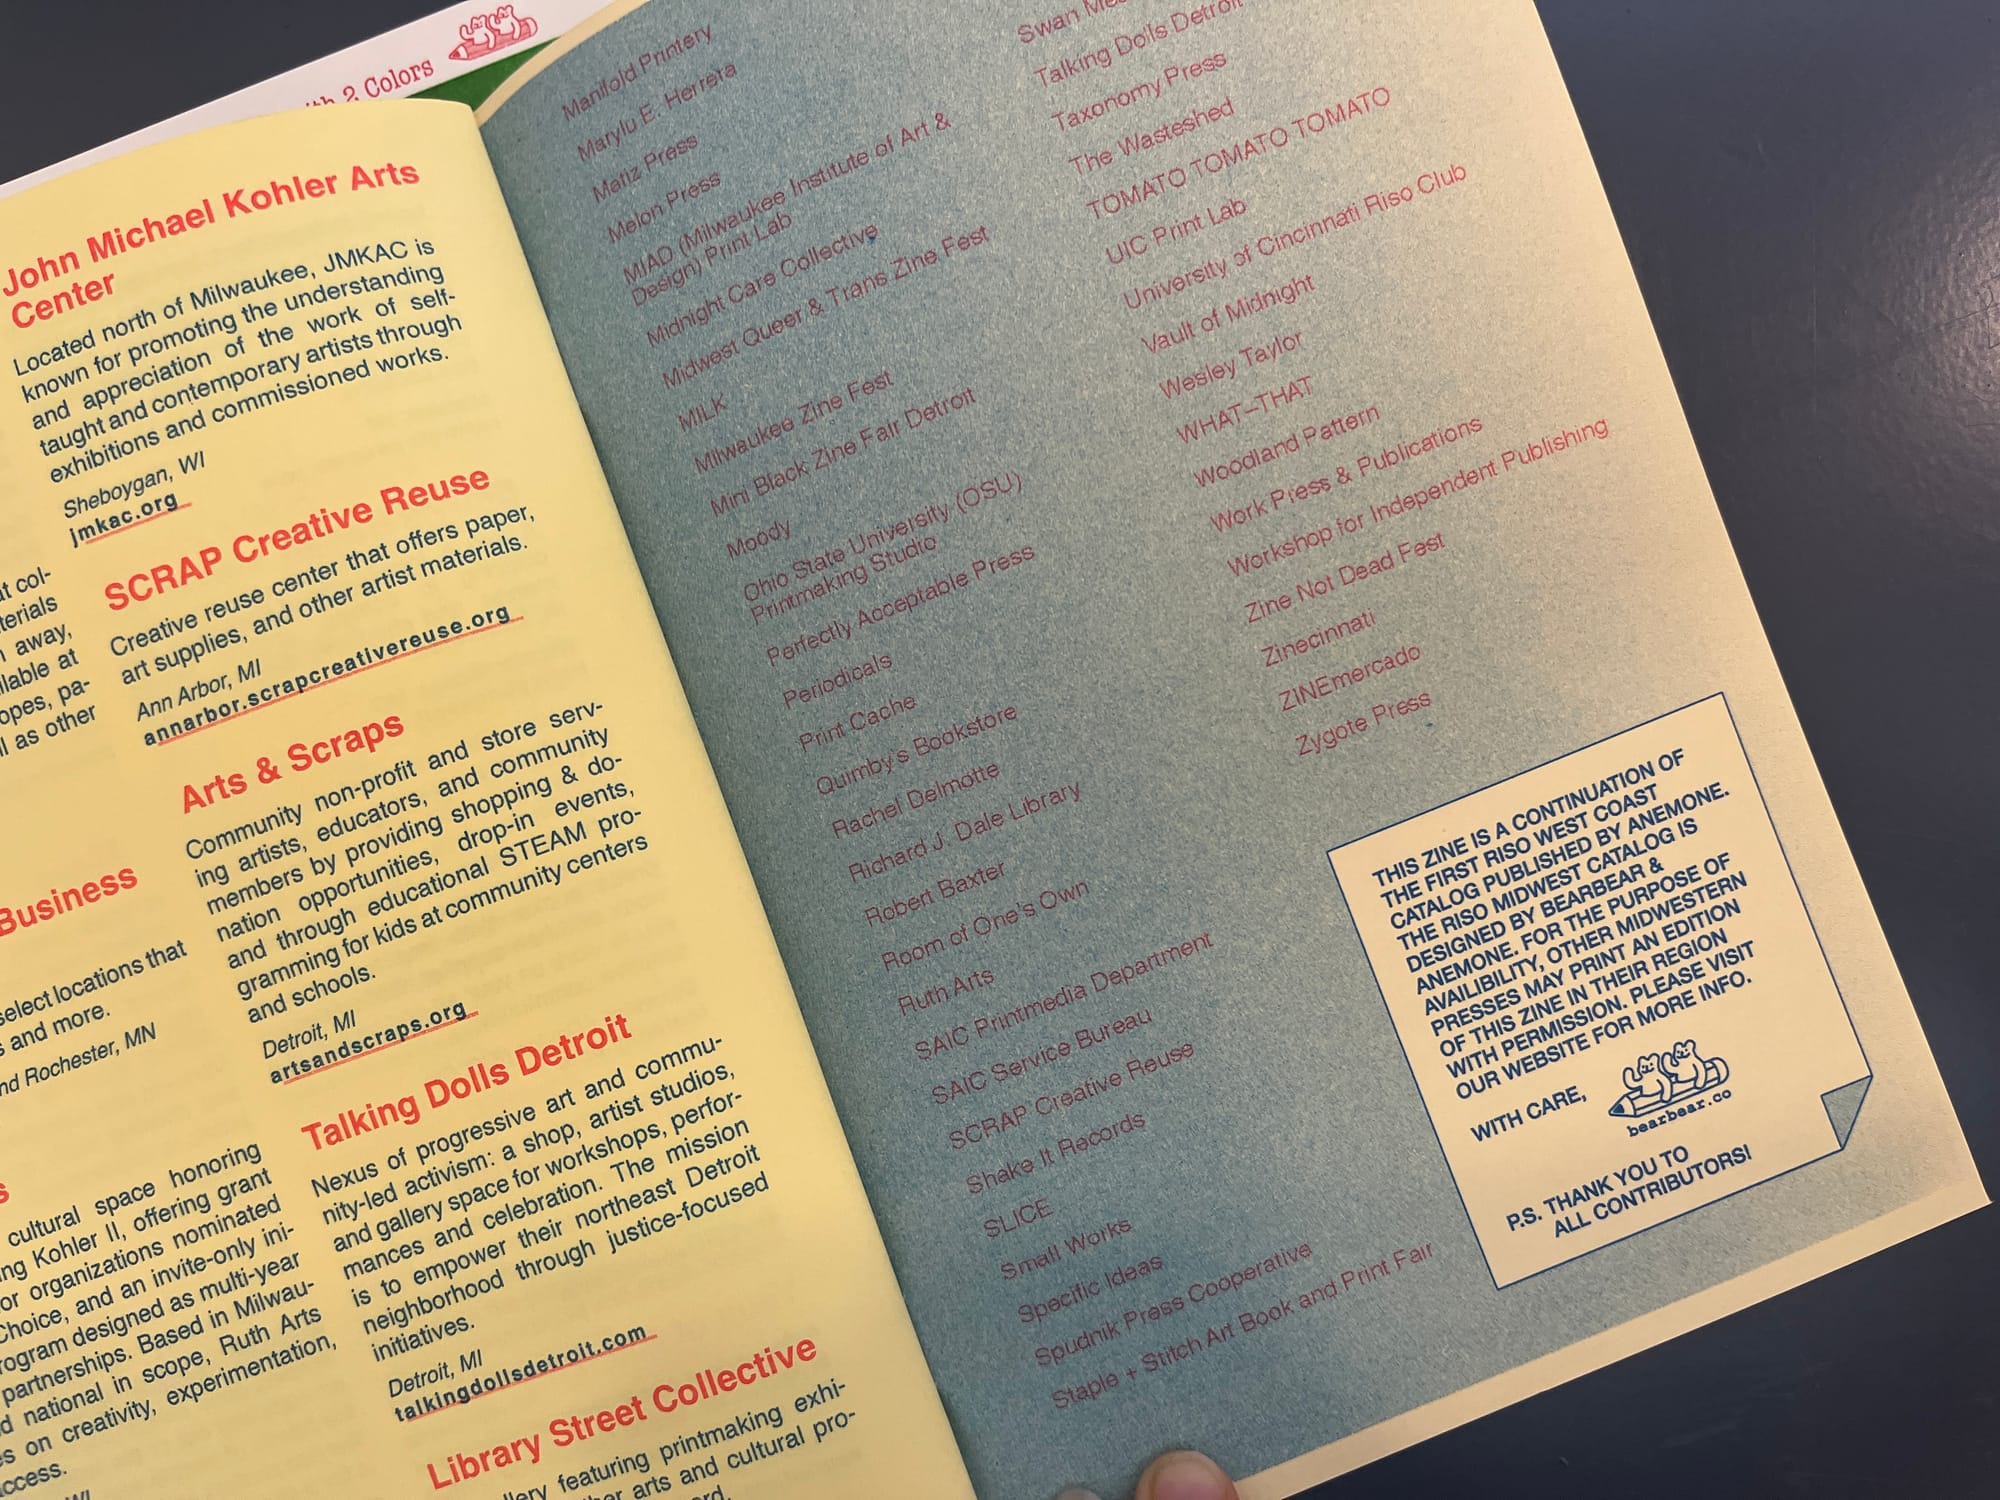 2 Colors
at col-
terials
away,
ilable at
opes, pa-
ll as other
Business
select locations that
s and more.
nd Rochester, MN
s
cultural space honoring
ng Kohler II, offering grant
or organizations nominated
Choice, and an invite-only ini-
rogram designed as multi-year
partnerships. Based in Milwau-
d national in scope, Ruth Arts
es on creativity, experimentation,
ccess.
WI
John Michael Kohler Arts
Center
Located north of Milwaukee, JMKAC is
known for promoting the understanding
and appreciation of the work of self-
taught and contemporary artists through
exhibitions and commissioned works.
Sheboygan, WI
jmkac.org
SCRAP Creative Reuse
Creative reuse center that offers paper,
art supplies, and other artist materials.
Ann Arbor, MI
annarbor.scrapcreativereuse.org
Arts & Scraps
Community non-profit and store serv-
ing artists, educators, and community
members by providing shopping & do-
nation opportunities, drop-in events,
and through educational STEAM pro-
gramming for kids at community centers
and schools.
Detroit, MI
artsandscraps.org
Talking Dolls Detroit
Nexus of progressive art and commu-
nity-led activism: a shop, artist studios,
and gallery space for workshops, perfor-
mances and celebration. The mission
is to empower their northeast Detroit
neighborhood through justice-focused
initiatives.
Detroit, MI
talkingdollsdetroit.com
Library Street Collective
featuring printmaking exhi-
arts and cultural pro-
Manifold Printery
Marylu E. Herrera
Matiz Press
Melon Press
MIAD (Milwaukee Institute of Art &
Design) Print Lab
Midnight Care Collective
Midwest Queer & Trans Zine Fest
MILK
Milwaukee Zine Fest
Mini Black Zine Fair Detroit
Moody
Ohio State University (OSU)
Printmaking Studio
Perfectly Acceptable Press
Periodicals
Print Cache
Quimby's Bookstore
Rachel Delmotte
Richard J. Dale Library
Robert Baxter
Room of One's Own
Ruth Arts
SAIC Printmedia Department
SAIC Service Bureau
SCRAP Creative Reuse
Shake It Records
SLICE
Small Works
Specific Ideas
Spudnik Press Cooperative
Staple + Stitch Art Book and Print Fair
Swan
Talking Dolls Detroit
Taxonomy Press
The Wasteshed
TOMATO TOMATO TOMATO
UIC Print Lab
University of Cincinnati Riso Club
Vault of Midnight
Wesley Taylor
WHAT–THAT
Woodland Pattern
Work Press & Publications
Workshop for Independent Publishing
Zine Not Dead Fest
Zinecinnati
ZINEmercado
Zygote Press
THIS ZINE IS A CONTINUATION OF
THE FIRST RISO WEST COAST
CATALOG PUBLISHED BY ANEMONE.
THE RISO MIDWEST CATALOG IS
DESIGNED BY BEARBEAR &
ANEMONE. FOR THE PURPOSE OF
AVAILIBILITY, OTHER MIDWESTERN
PRESSES MAY PRINT AN EDITION
OF THIS ZINE IN THEIR REGION
WITH PERMISSION. PLEASE VISIT
OUR WEBSITE FOR MORE INFO.
WITH CARE,
bearbear.co
P.S. THANK YOU TO
ALL CONTRIBUTORS!